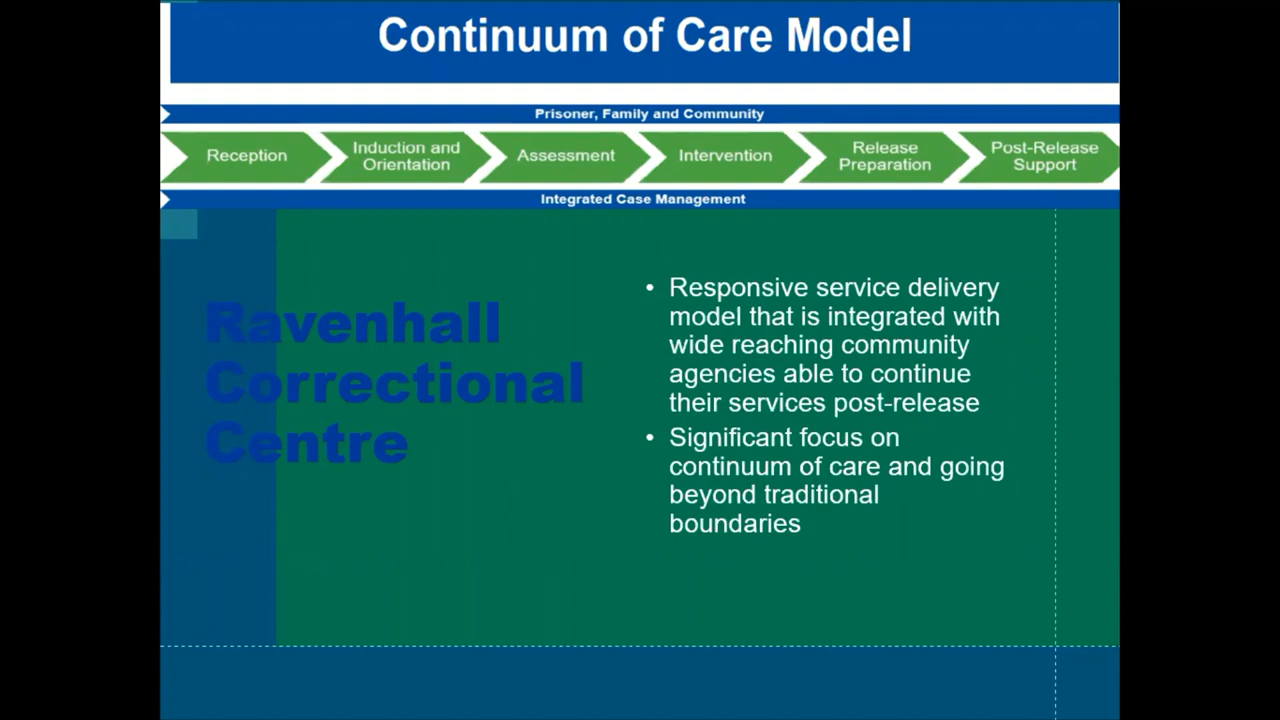 Continuum of Care Model
Prisoner, Family and Community
Reception
Induction and
Orientation
Assessment
Intervention
Release
Preparation
Post-Release
Support
Integrated Case Management
Ravenhall
Correctional
Centre
• Responsive service delivery
model that is integrated with
wide reaching community
agencies able to continue
their services post-release
• Significant focus on
continuum of care and going
beyond traditional
boundaries